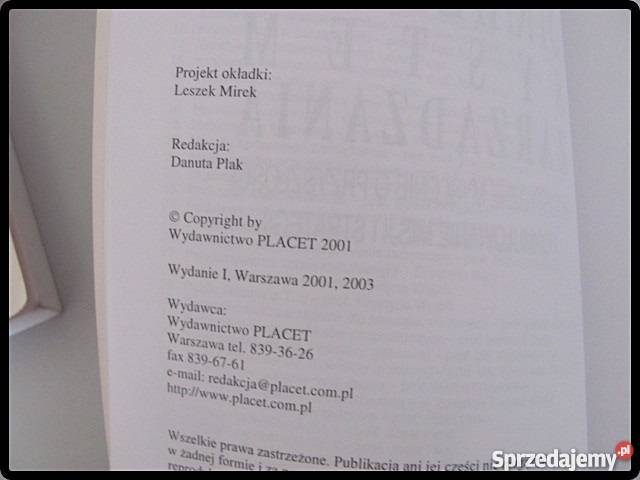 Projekt okładki:
Leszek Mirek
Redakcja:
Danuta Plak
© Copyright by
Wydawnictwo PLACET 2001
Wydanie I, Warszawa 2001, 2003
Wydawca:
Wydawnictwo PLACET
Warszawa tel. 839-36-26
fax 839-67-61
e-mail: redakcja@placet.com.pl
http://www.placet.com.pl
Wszelkie prawa zastrzeżone. Publikacja ani jej części nie
w żadnej formie i za
Sprzedajemy.pl